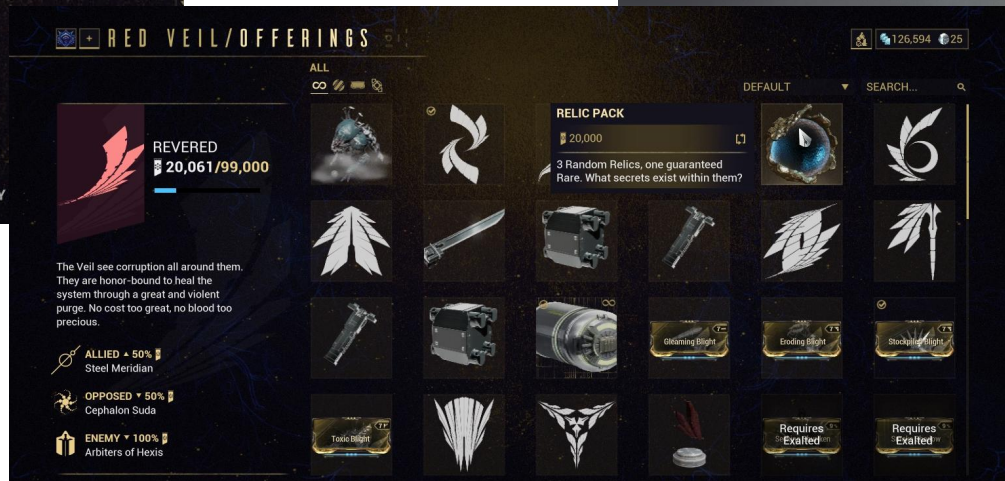 RED VEIL/OFFERINGS
126,594 25
ALL
DEFAULT
SEARCH...
REVERED
20,061/99,000
RELIC PACK
20,000
3 Random Relics, one guaranteed
Rare. What secrets exist within them?
The Veil see corruption all around them.
They are honor-bound to heal the
system through a great and violent
purge. No cost too great, no blood too
precious.
ALLIED ▲ 50%
Steel Meridian
OPPOSED ▼ 50%
Cephalon Suda
ENEMY ▼ 100%
Arbiters of Hexis
7
Gleaming Blight
7
Eroding Blight
7
Stockpiled Blight
7
Toxic Blight
Requires
Exalted
Requires
Exalted